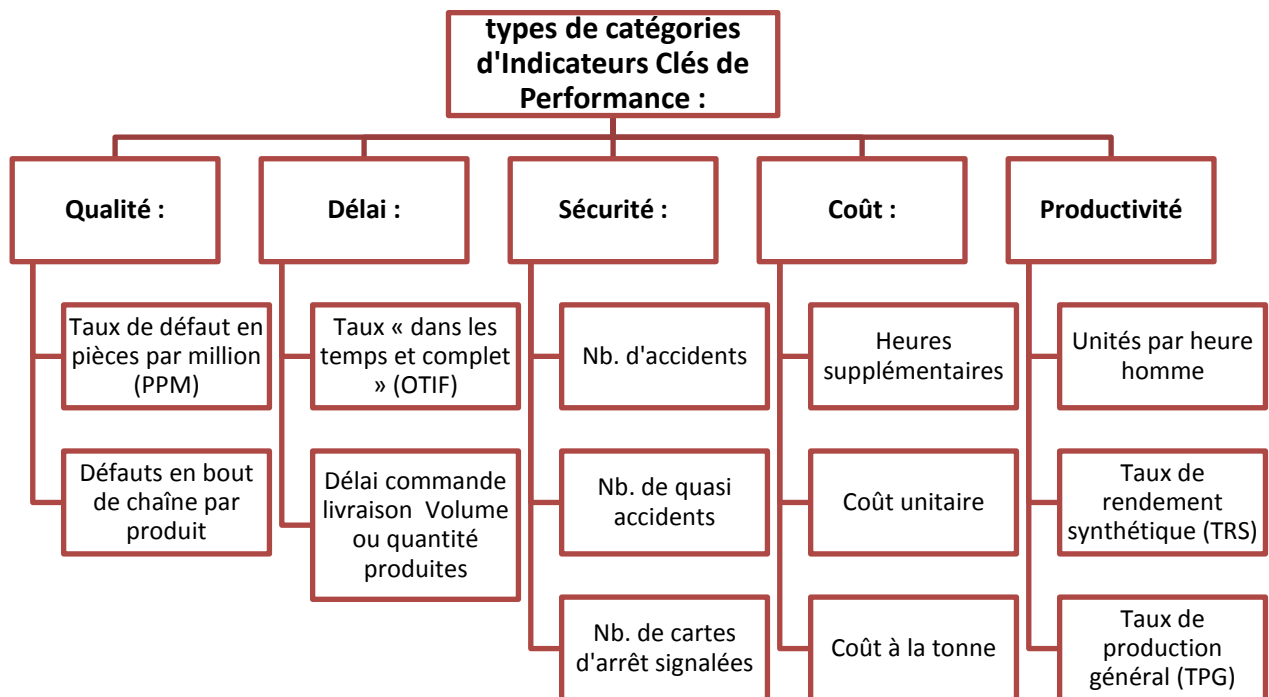 types de catégories
d'Indicateurs Clés de
Performance :
Qualité :
Délai :
Sécurité :
Coût :
Productivité
Taux de défaut en
pièces par million
(PPM)
Défauts en bout
de chaîne par
produit
Taux « dans les
temps et complet
» (OTIF)
Délai commande
livraison  Volume
ou quantité
produites
Nb. d'accidents
Nb. de quasi
accidents
Nb. de cartes
d'arrêt signalées
Heures
supplémentaires
Coût unitaire
Coût à la tonne
Unités par heure
homme
Taux de
rendement
synthétique (TRS)
Taux de
production
général (TPG)